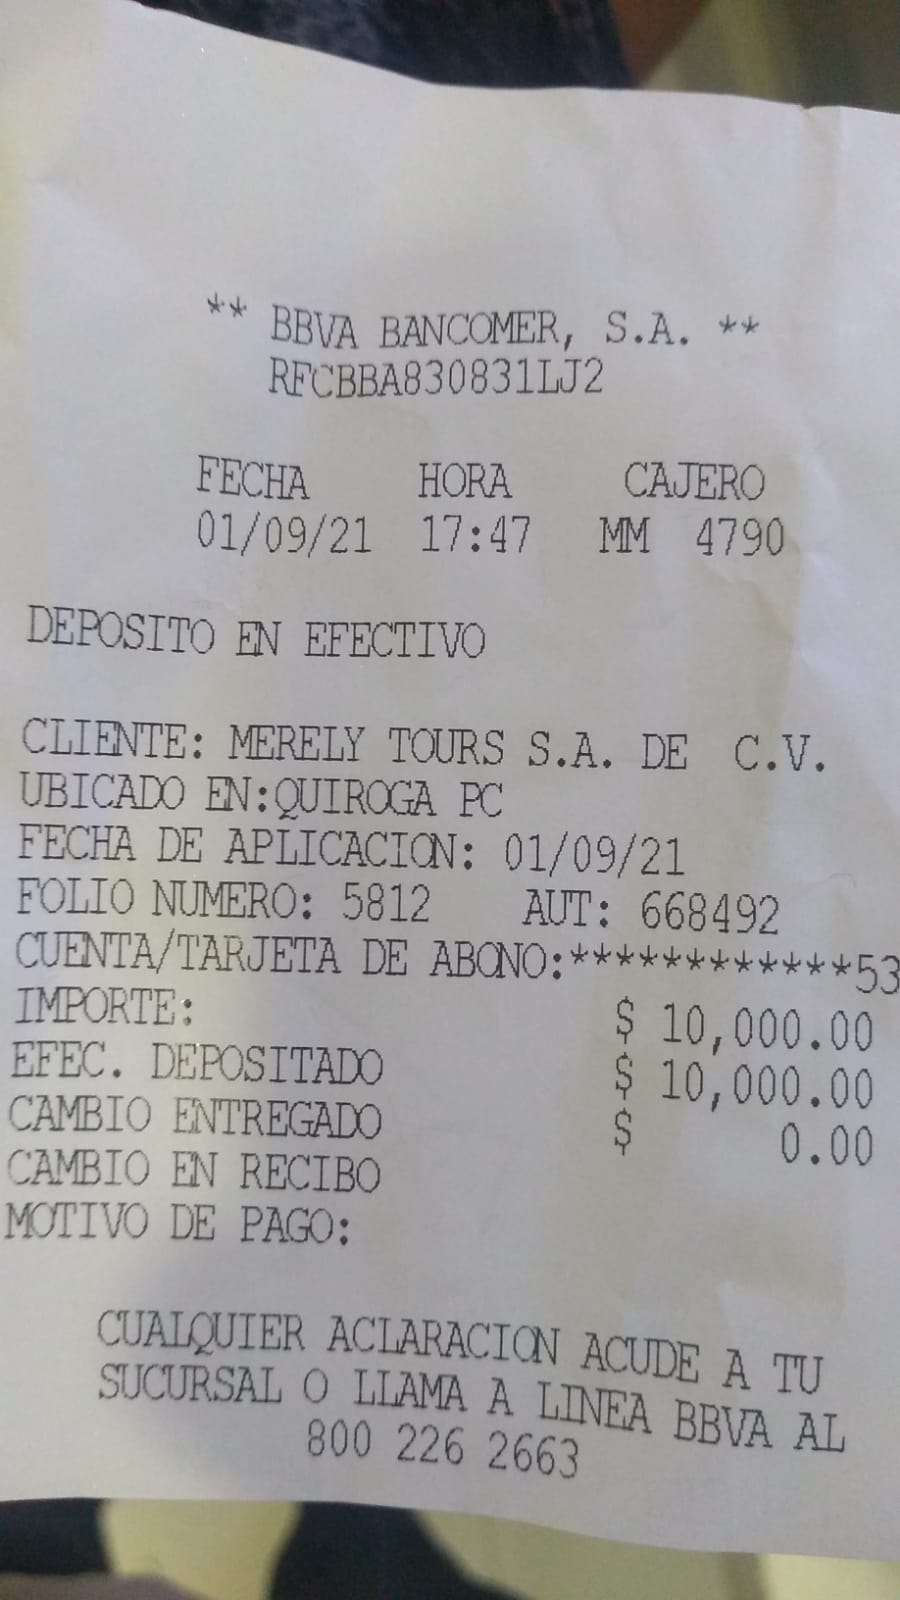 ** BBVA BANCOMER, S.A. **
RFCBBA830831LJ2
FECHA HORA CAJERO
01/09/21 17:47 MM 4790
DEPOSITO EN EFECTIVO
CLIENTE: MERELY TOURS S.A. DE C.V.
UBICADO EN:QUIROGA PC
FECHA DE APLICACION: 01/09/21
FOLIO NUMERO: 5812 AUT: 668492
CUENTA/TARJETA DE ABONO:************53
IMPORTE: $ 10,000.00
EFEC. DEPOSITADO $ 10,000.00
CAMBIO ENTREGADO $ 0.00
CAMBIO EN RECIBO
MOTIVO DE PAGO:
CUALQUIER ACLARACION ACUDE A TU
SUCURSAL O LLAMA A LINEA BBVA AL
800 226 2663